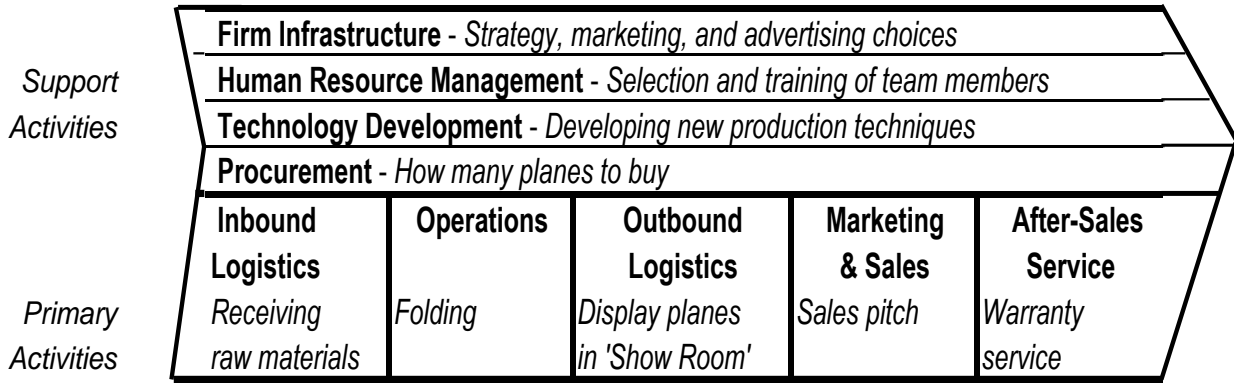 Firm Infrastructure - Strategy, marketing, and advertising choices
Support
Activities
Human Resource Management - Selection and training of team members
Technology Development - Developing new production techniques
Procurement - How many planes to buy
Primary
Activities
Inbound
Logistics
Receiving
raw materials
Operations
Folding
Outbound
Logistics
Display planes
in 'Show Room'
Marketing
& Sales
Sales pitch
After-Sales
Service
Warranty
service